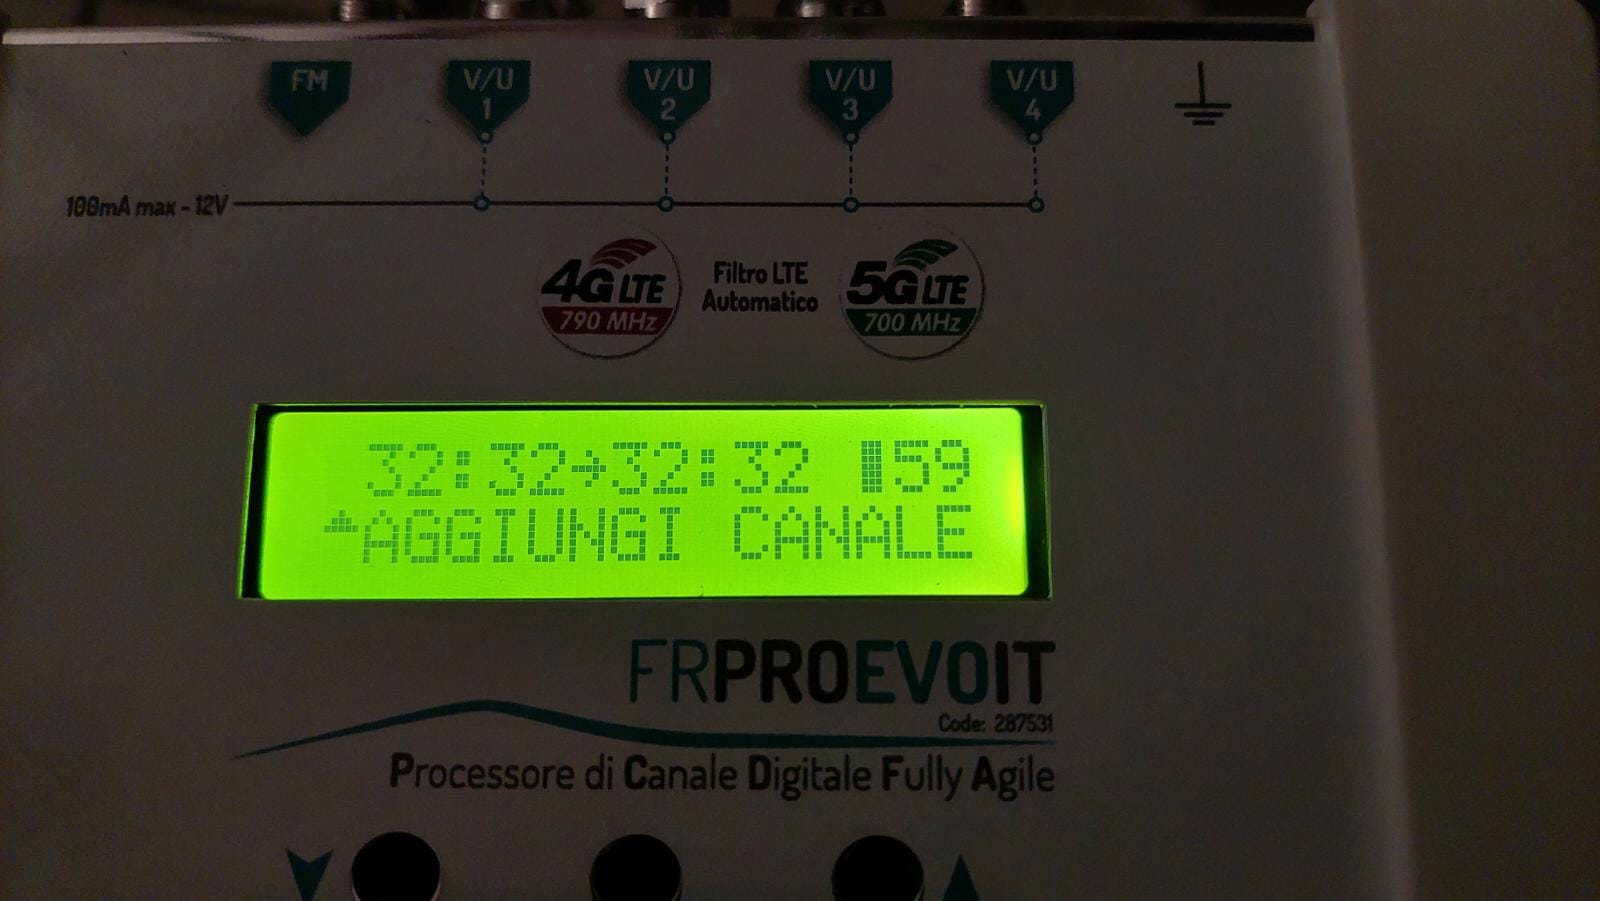 FM V/U 1 V/U 2 V/U 3 V/U 4
100mA max - 12V
4G LTE 790 MHz
Filtro LTE
Automatico
5G LTE 700 MHz
32:32→32:32 59
AGGIUNGI CANALE
FRPROEVOIT
Code: 287531
Processore di Canale Digitale Fully Agile